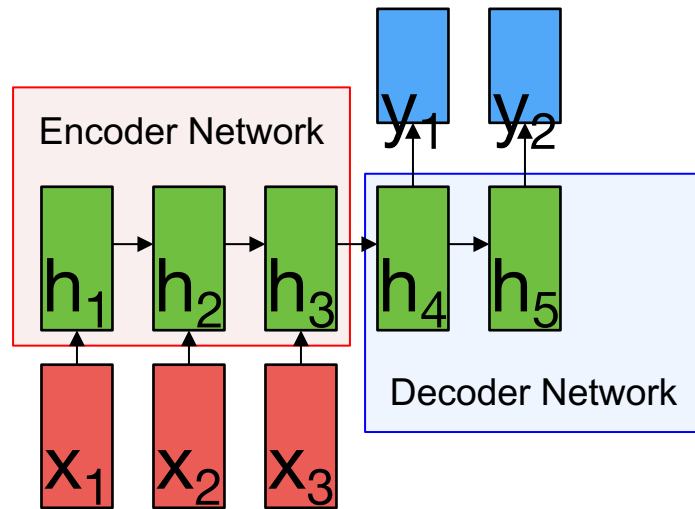 y₁ y₂
Encoder Network
h₁ h₂ h₃ h₄ h₅
Decoder Network
x₁ x₂ x₃